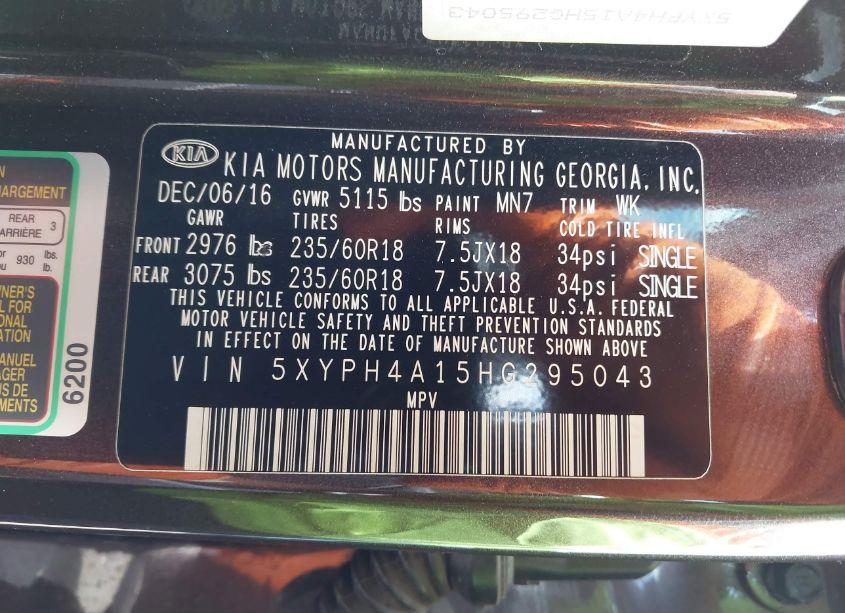 5XYPH4A15HG295043
KIA
MANUFACTURED BY
KIA MOTORS MANUFACTURING GEORGIA, INC.
DEC/06/16 GVWR 5115 lbs PAINT MN7 TRIM WK
GAWR TIRES RIMS COLD TIRE INFL
FRONT 2976 lbs 235/60R18 7.5JX18 34psi SINGLE
REAR 3075 lbs 235/60R18 7.5JX18 34psi SINGLE
THIS VEHICLE CONFORMS TO ALL APPLICABLE U.S.A. FEDERAL
MOTOR VEHICLE SAFETY AND THEFT PREVENTION STANDARDS
IN EFFECT ON THE DATE OF MANUFACTURE SHOWN ABOVE
VIN 5XYPH4A15HG295043
MPV
REAR 3
930 lbs.
lb.
6200